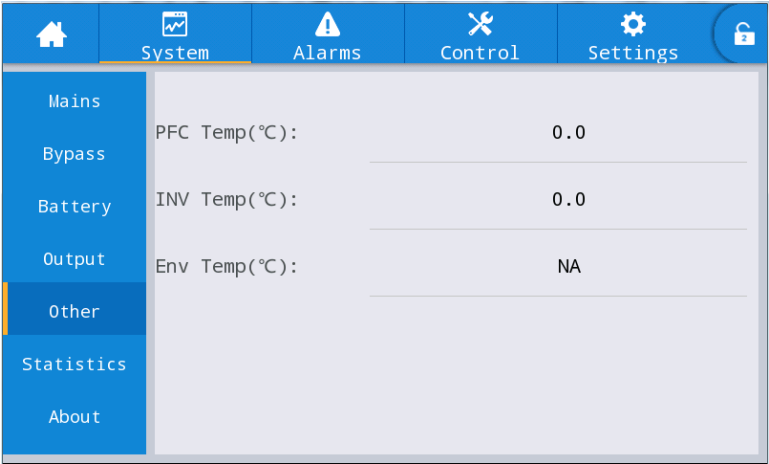 System
Alarms
Control
Settings
2
Mains
Bypass
Battery
Output
Other
Statistics
About
PFC Temp(℃): 0.0
INV Temp(℃): 0.0
Env Temp(℃): NA